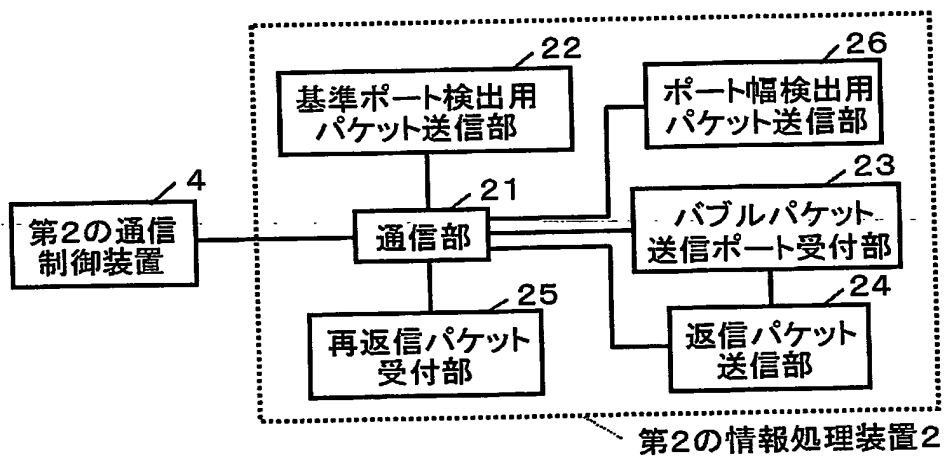 22
基準ポート検出用
パケット送信部
26
ポート幅検出用
パケット送信部
4
第2の通信
制御装置
21
通信部
23
バブルパケット
送信ポート受付部
25
再返信パケット
受付部
24
返信パケット
送信部
第2の情報処理装置2